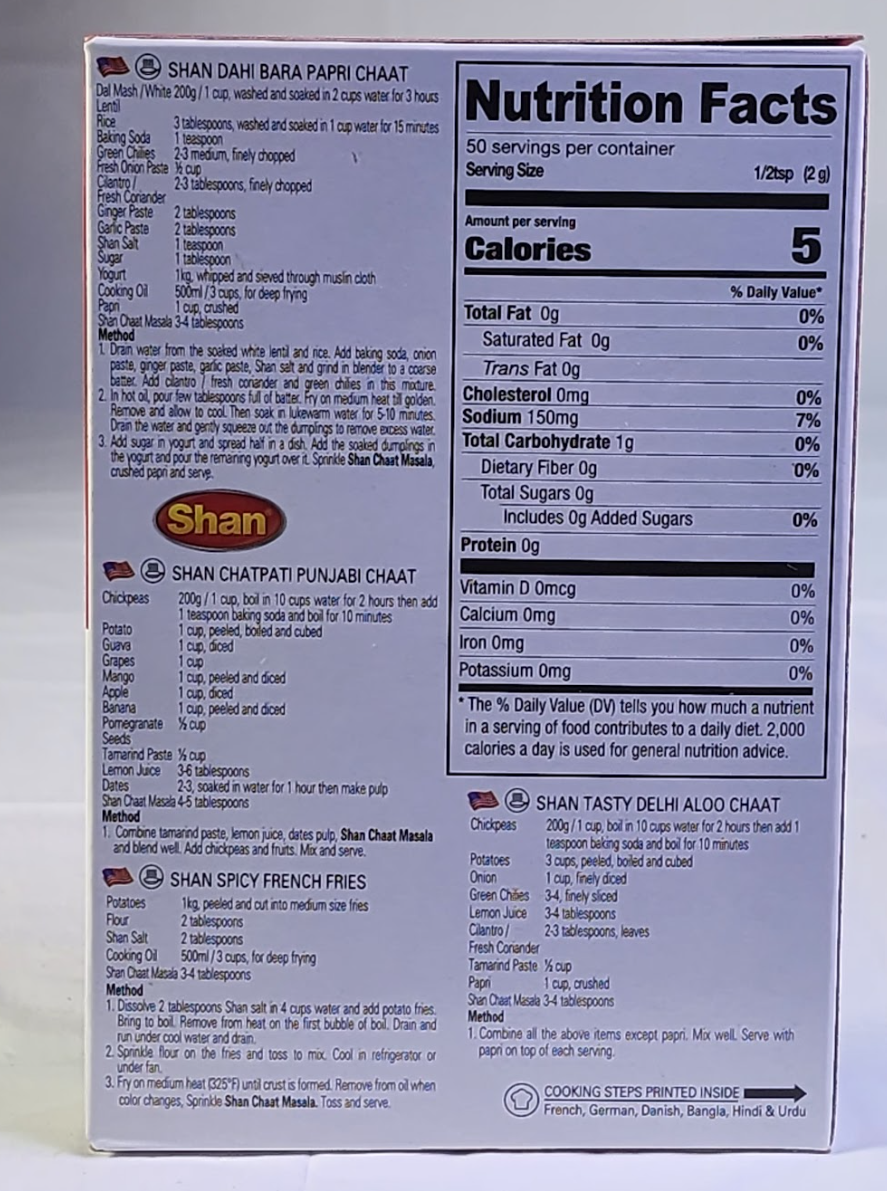 SHAN DAHI BARA PAPRI CHAAT
Dal Mash/White 200g/1 cup, washed and soaked in 2 cups water for 3 hours
Lentil
Rice 3 tablespoons, washed and soaked in 1 cup water for 15 minutes
Baking Soda 1 teaspoon
Green Chillies 2-3 medium, finely chopped
Fresh Onion Paste ½ cup
Cilantro / 2-3 tablespoons, finely chopped
Fresh Coriander
Ginger Paste 2 tablespoons
Garlic Paste 2 tablespoons
Shan Salt 1 teaspoon
Sugar 1 tablespoon
Yogurt 1kg, whipped and sieved through muslin cloth
Cooking Oil 500ml/3 cups, for deep frying
Papri 1 cup, crushed
Shan Chaat Masala 3-4 tablespoons
Method
1. Drain water from the soaked white lentil and rice. Add baking soda, onion
paste, ginger paste, garlic paste, Shan salt and grind in blender to a coarse
batter. Add cilantro / fresh coriander and green chilies in this mixture.
2. In hot oil, pour few tablespoons full of batter. Fry on medium heat till golden.
Remove and allow to cool. Then soak in lukewarm water for 5-10 minutes.
Drain the water and gently squeeze out the dumplings to remove excess water.
3. Add sugar in yogurt and spread half in a dish. Add the soaked dumplings in
the yogurt and pour the remaining yogurt over it. Sprinkle Shan Chaat Masala,
crushed papri and serve.
Shan
SHAN CHATPATI PUNJABI CHAAT
Chickpeas 200g/1 cup, boil in 10 cups water for 2 hours then add
1 teaspoon baking soda and boil for 10 minutes
Potato 1 cup, peeled, boiled and cubed
Guava 1 cup, diced
Grapes 1 cup
Mango 1 cup, peeled and diced
Apple 1 cup, diced
Banana 1 cup, peeled and diced
Pomegranate ½ cup
Seeds
Tamarind Paste ½ cup
Lemon Juice 3-6 tablespoons
Dates 2-3, soaked in water for 1 hour then make pulp
Shan Chaat Masala 4-5 tablespoons
Method
1. Combine tamarind paste, lemon juice, dates pulp, Shan Chaat Masala
and blend well. Add chickpeas and fruits. Mix and serve.
SHAN SPICY FRENCH FRIES
Potatoes 1kg, peeled and cut into medium size fries
Flour 2 tablespoons
Shan Salt 2 tablespoons
Cooking Oil 500ml/3 cups, for deep frying
Shan Chaat Masala 3-4 tablespoons
Method
1. Dissolve 2 tablespoons Shan salt in 4 cups water and add potato fries.
Bring to boil. Remove from heat on the first bubble of boil. Drain and
run under cool water and drain.
2. Sprinkle flour on the fries and toss to mix. Cool in refrigerator or
under fan.
3. Fry on medium heat (325°F) until crust is formed. Remove from oil when
color changes, Sprinkle Shan Chaat Masala. Toss and serve.
Nutrition Facts
50 servings per container
Serving Size 1/2tsp (2 g)
Amount per serving
Calories 5
% Daily Value*
Total Fat 0g 0%
Saturated Fat 0g 0%
Trans Fat 0g
Cholesterol 0mg 0%
Sodium 150mg 7%
Total Carbohydrate 1g 0%
Dietary Fiber 0g 0%
Total Sugars 0g
Includes 0g Added Sugars 0%
Protein 0g
Vitamin D 0mcg 0%
Calcium 0mg 0%
Iron 0mg 0%
Potassium 0mg 0%
* The % Daily Value (DV) tells you how much a nutrient
in a serving of food contributes to a daily diet. 2,000
calories a day is used for general nutrition advice.
SHAN TASTY DELHI ALOO CHAAT
Chickpeas 200g/1 cup, boil in 10 cups water for 2 hours then add 1
teaspoon baking soda and boil for 10 minutes
Potatoes 3 cups, peeled, boiled and cubed
Onion 1 cup, finely diced
Green Chilies 3-4, finely sliced
Lemon Juice 3-4 tablespoons
Cilantro / 2-3 tablespoons, leaves
Fresh Coriander
Tamarind Paste ½ cup
Papri 1 cup, crushed
Shan Chaat Masala 3-4 tablespoons
Method
1. Combine all the above items except papri. Mix well. Serve with
papri on top of each serving.
COOKING STEPS PRINTED INSIDE
French, German, Danish, Bangla, Hindi & Urdu